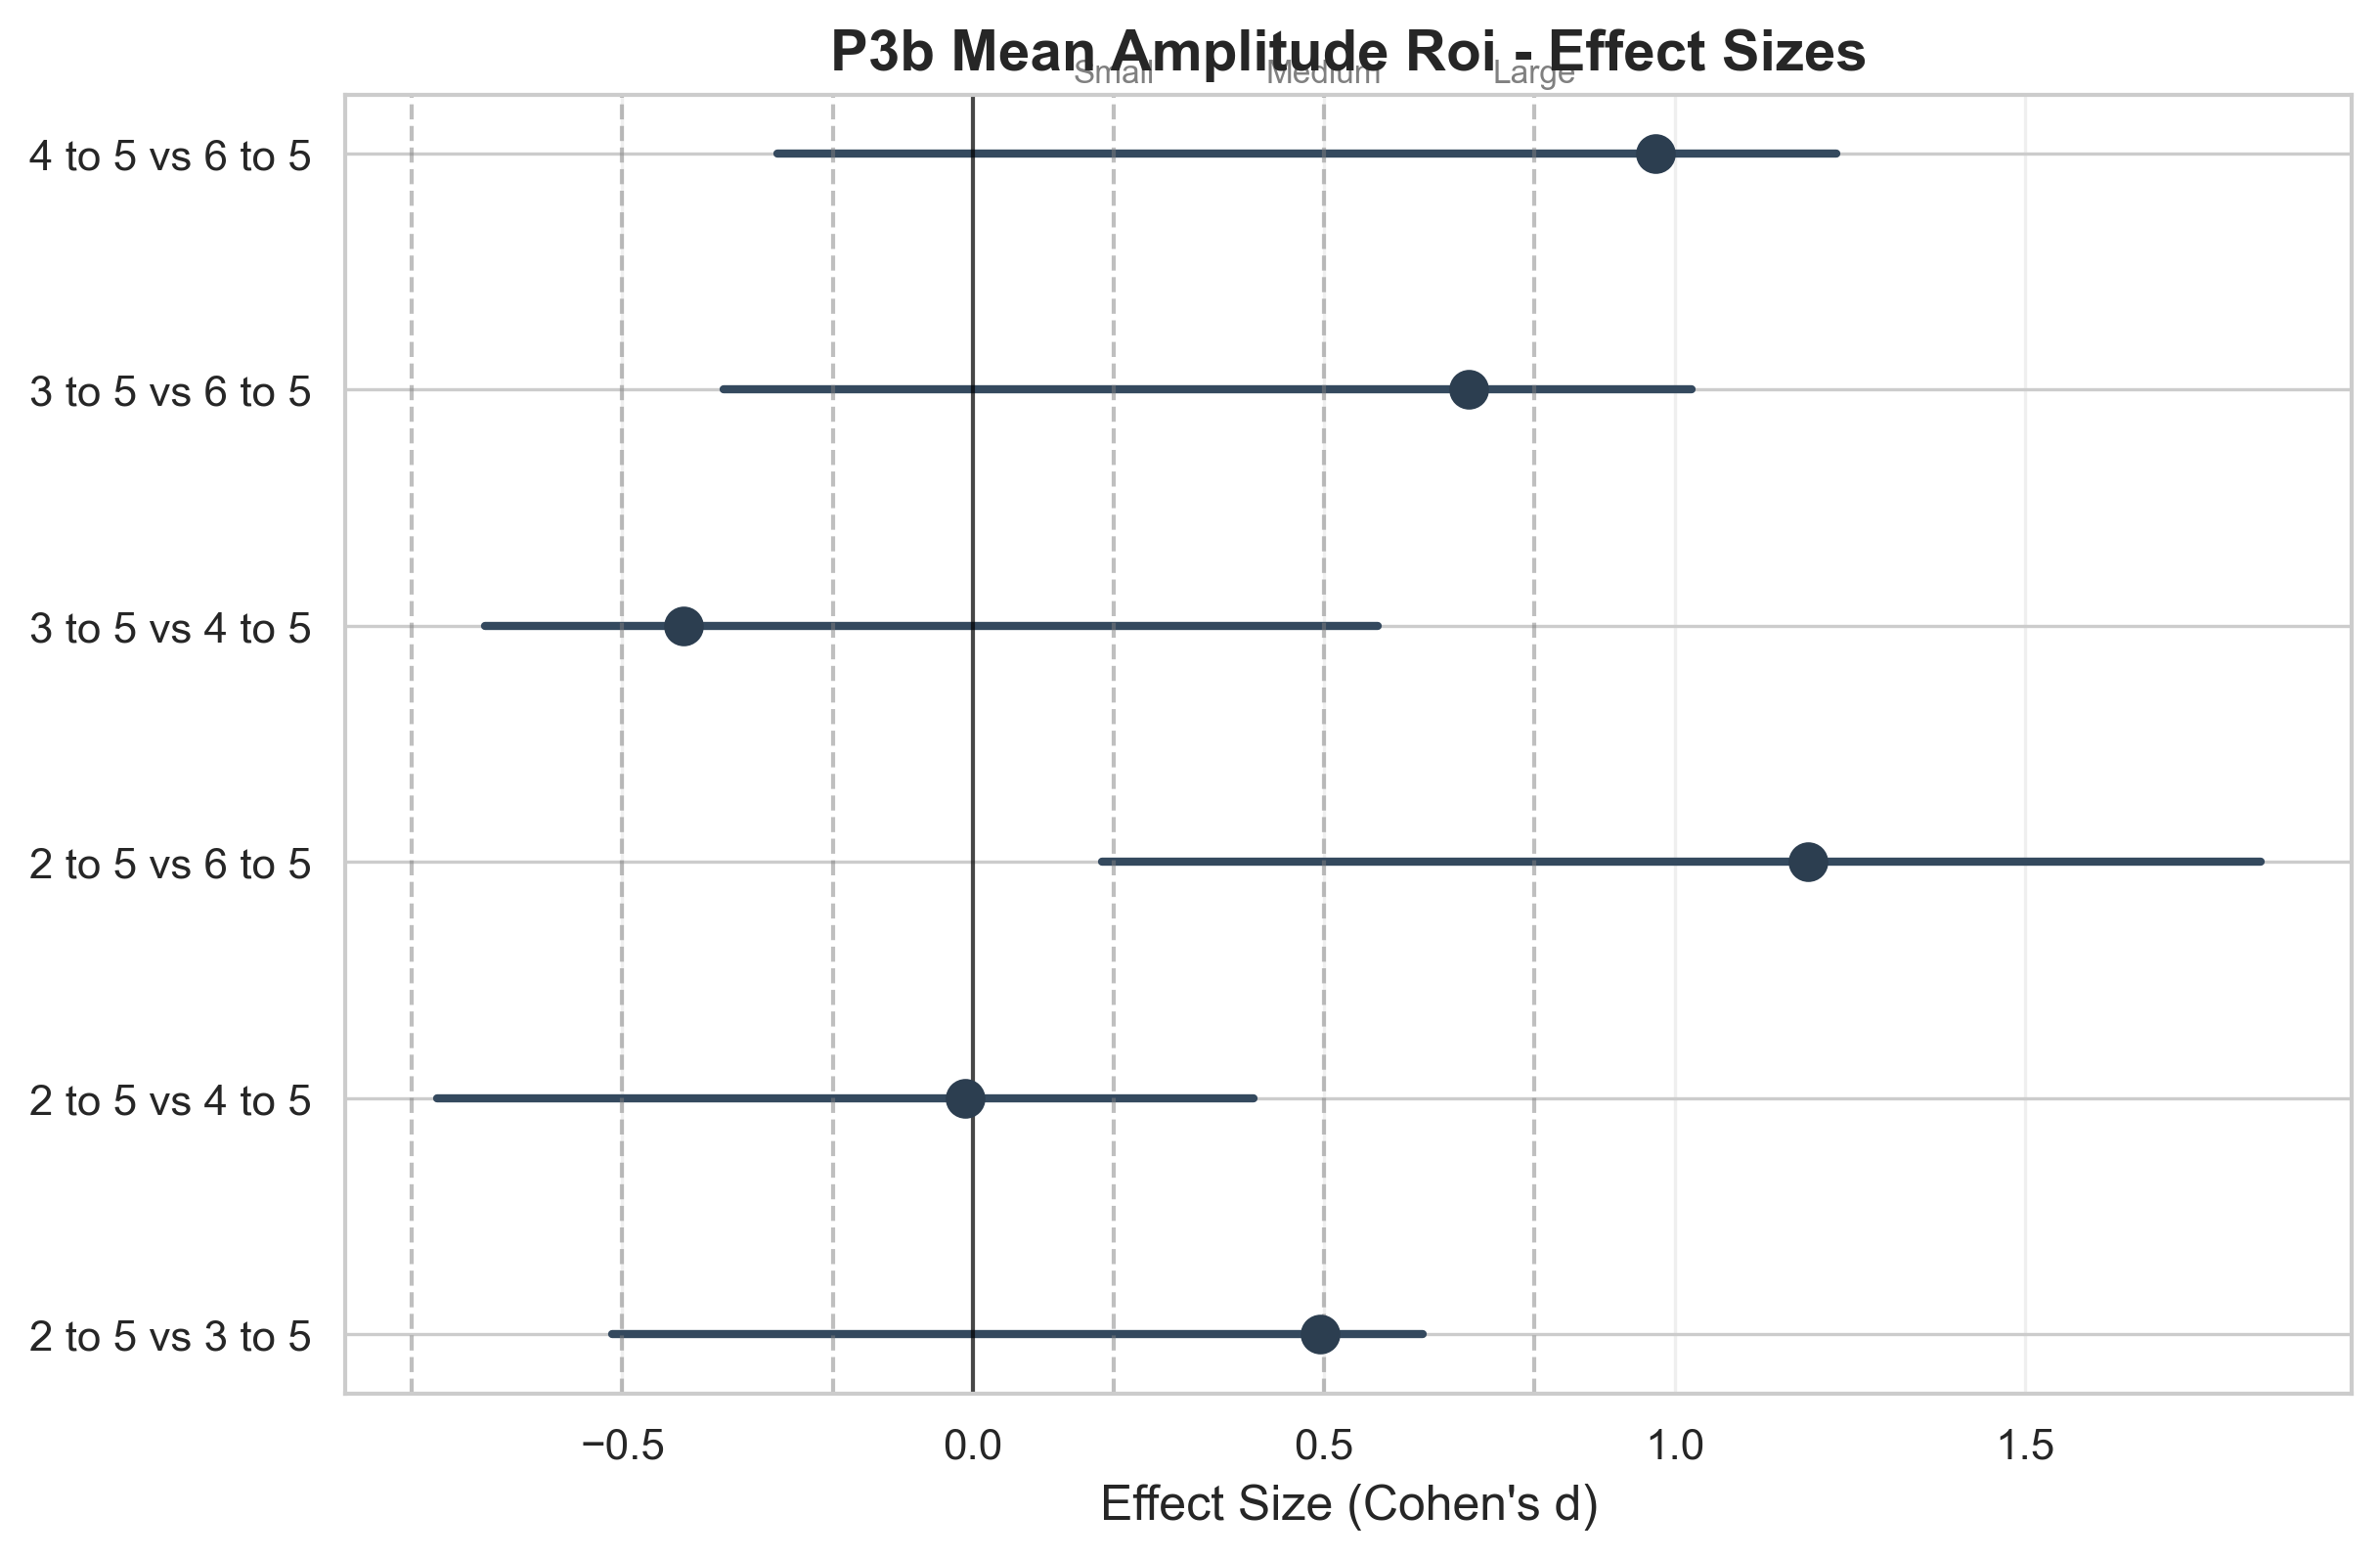 P3b Mean Amplitude Roi - Effect Sizes
Small Medium Large
4 to 5 vs 6 to 5
3 to 5 vs 6 to 5
3 to 5 vs 4 to 5
2 to 5 vs 6 to 5
2 to 5 vs 4 to 5
2 to 5 vs 3 to 5
−0.5 0.0 0.5 1.0 1.5
Effect Size (Cohen's d)